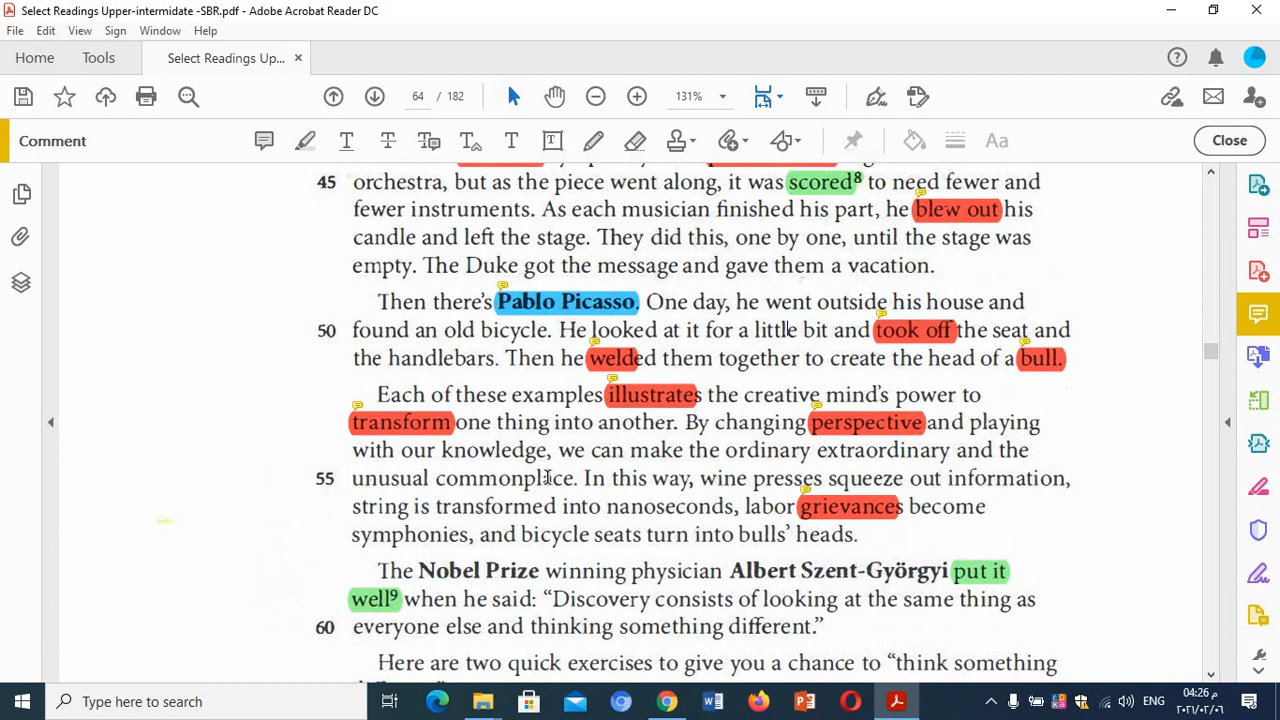 Select Readings Upper-intermidate -SBR.pdf - Adobe Acrobat Reader DC
File Edit View Sign Window Help
Home Tools Select Readings Up... ×
64 / 182 131%
Comment Close
45 orchestra, but as the piece went along, it was scored⁸ to need fewer and
fewer instruments. As each musician finished his part, he blew out his
candle and left the stage. They did this, one by one, until the stage was
empty. The Duke got the message and gave them a vacation.
Then there's Pablo Picasso. One day, he went outside his house and
50 found an old bicycle. He looked at it for a little bit and took off the seat and
the handlebars. Then he welded them together to create the head of a bull.
Each of these examples illustrates the creative mind's power to
transform one thing into another. By changing perspective and playing
with our knowledge, we can make the ordinary extraordinary and the
55 unusual commonplace. In this way, wine presses squeeze out information,
string is transformed into nanoseconds, labor grievances become
symphonies, and bicycle seats turn into bulls' heads.
The Nobel Prize winning physician Albert Szent-Györgyi put it
well⁹ when he said: “Discovery consists of looking at the same thing as
60 everyone else and thinking something different.”
Here are two quick exercises to give you a chance to “think something
Type here to search
ENG
04:26 م
٢٠٢١/٠٢/٠٦